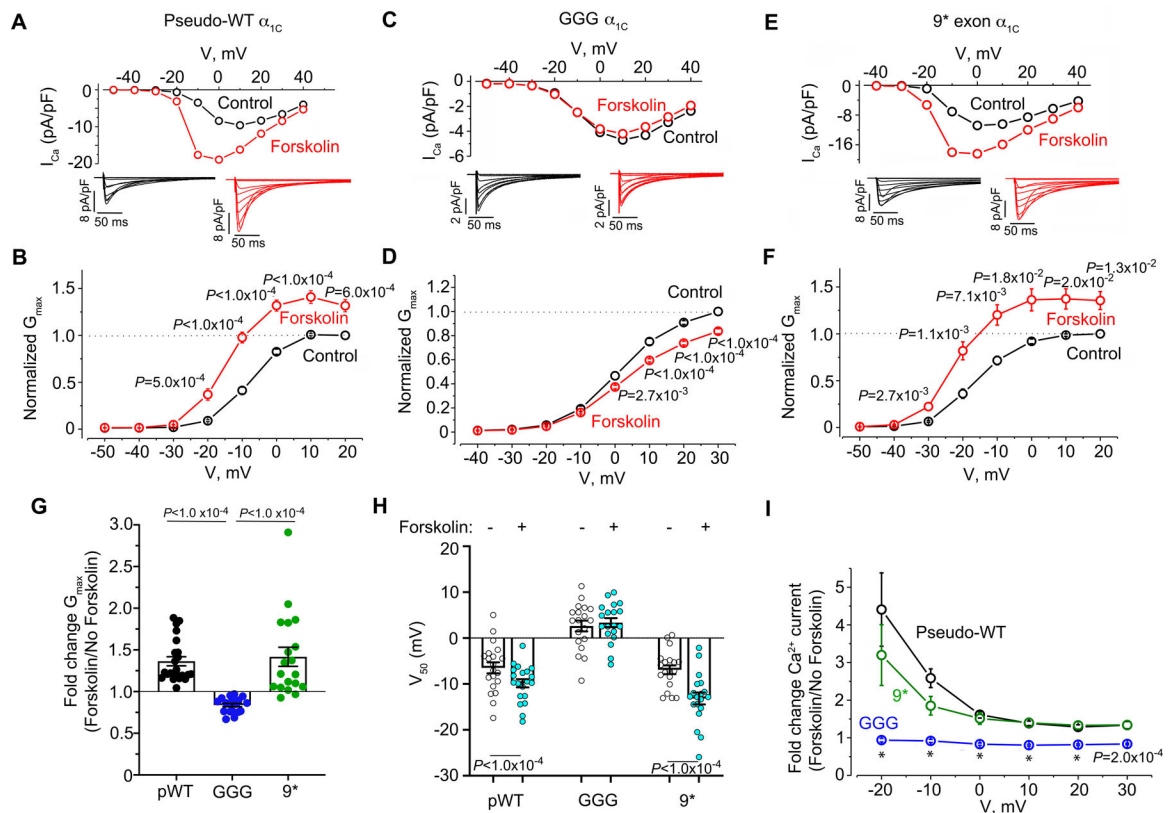 A
Pseudo-WT α1C
V, mV
-40 -20 0 20 40
0
-10
-20
ICa (pA/pF)
Control
Forskolin
8 pA/pF
50 ms
8 pA/pF
50 ms
C
GGG α1C
V, mV
-40 -20 0 20 40
0
-2
-4
-6
ICa (pA/pF)
Forskolin
Control
2 pA/pF
50 ms
2 pA/pF
50 ms
E
9* exon α1C
V, mV
-40 -20 0 20 40
0
-8
-16
ICa (pA/pF)
Control
Forskolin
8 pA/pF
50 ms
8 pA/pF
50 ms
B
Normalized Gmax
1.5
1.0
0.5
0
P<1.0x10-4
P<1.0x10-4
P=6.0x10-4
P<1.0x10-4
P=5.0x10-4
Forskolin
Control
-50 -40 -30 -20 -10 0 10 20
V, mV
D
Normalized Gmax
1.0
0.8
0.6
0.4
0.2
0
Control
P<1.0x10-4
P<1.0x10-4
P<1.0x10-4
P=2.7x10-3
Forskolin
-40 -30 -20 -10 0 10 20 30
V, mV
F
Normalized Gmax
1.5
1.0
0.5
0
P=1.3x10-2
P=1.8x10-2
P=2.0x10-2
P=7.1x10-3
P=1.1x10-3
P=2.7x10-3
Forskolin
Control
-50 -40 -30 -20 -10 0 10 20
V, mV
G
P<1.0 x10-4 P<1.0 x10-4
Fold change Gmax
(Forskolin/No Forskolin)
3.0
2.5
2.0
1.5
1.0
0.5
0
pWT GGG 9*
H
Forskolin: - + - + - +
V50 (mV)
20
10
0
-10
-20
-30
P<1.0x10-4
P<1.0x10-4
pWT GGG 9*
I
Fold change Ca2+ current
(Forskolin/No Forskolin)
5
4
3
2
1
0
Pseudo-WT
9*
GGG
* * * * *
P=2.0x10-4
-20 -10 0 10 20 30
V, mV